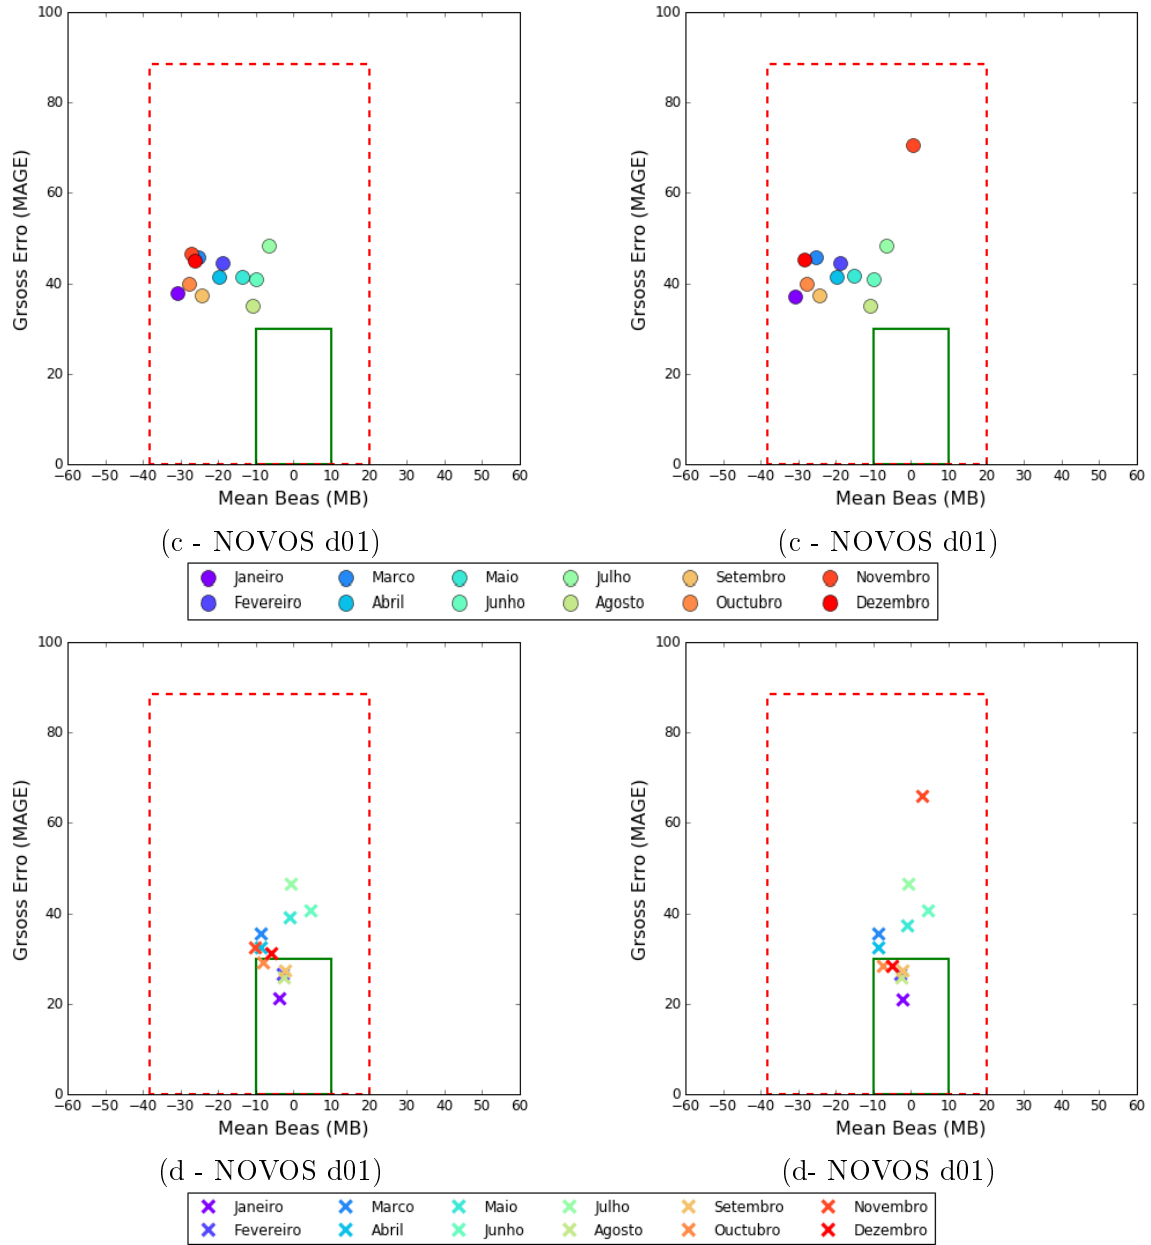 100
80
60
40
20
0
Grsoss Erro (MAGE)
−60 −50 −40 −30 −20 −10 0 10 20 30 40 50 60
Mean Beas (MB)
(c - NOVOS d01)
100
80
60
40
20
0
Grsoss Erro (MAGE)
−60 −50 −40 −30 −20 −10 0 10 20 30 40 50 60
Mean Beas (MB)
(c - NOVOS d01)
Janeiro Marco Maio Julho Setembro Novembro
Fevereiro Abril Junho Agosto Ouctubro Dezembro
100
80
60
40
20
0
Grsoss Erro (MAGE)
−60 −50 −40 −30 −20 −10 0 10 20 30 40 50 60
Mean Beas (MB)
(d - NOVOS d01)
100
80
60
40
20
0
Grsoss Erro (MAGE)
−60 −50 −40 −30 −20 −10 0 10 20 30 40 50 60
Mean Beas (MB)
(d- NOVOS d01)
Janeiro Marco Maio Julho Setembro Novembro
Fevereiro Abril Junho Agosto Ouctubro Dezembro